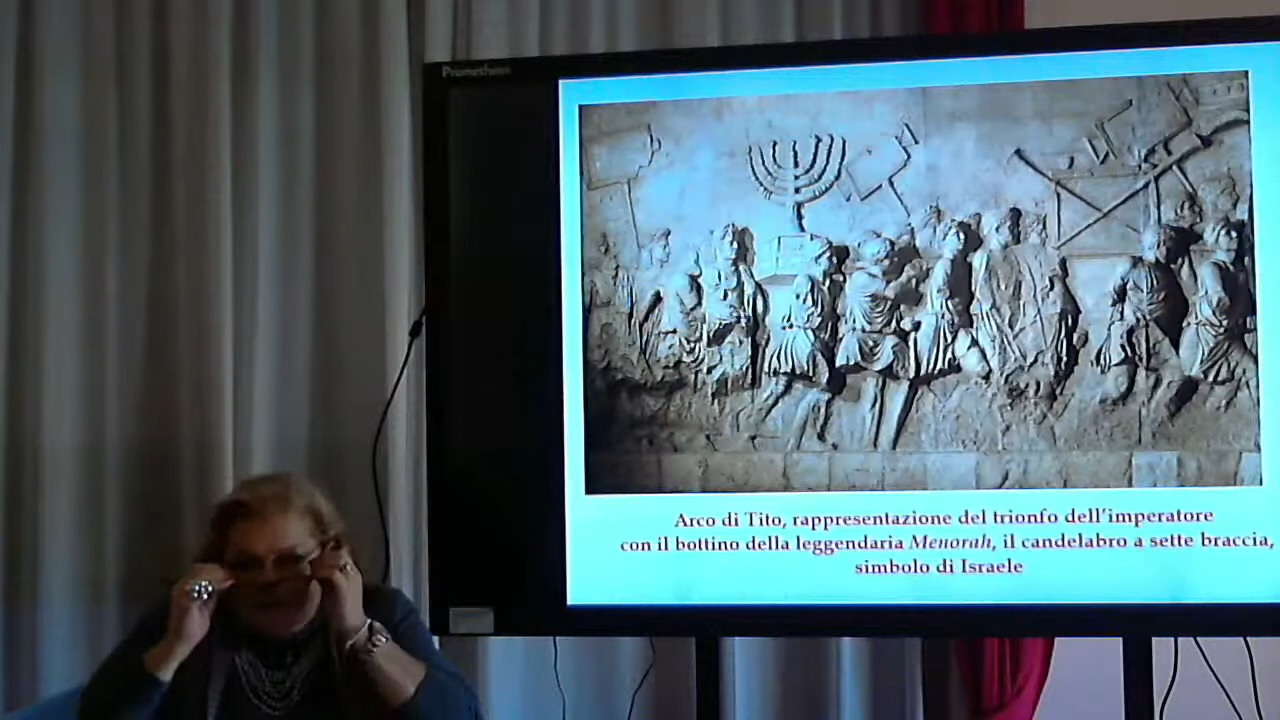 Promethean
Arco di Tito, rappresentazione del trionfo dell'imperatore
con il bottino della leggendaria Menorah, il candelabro a sette braccia,
simbolo di Israele